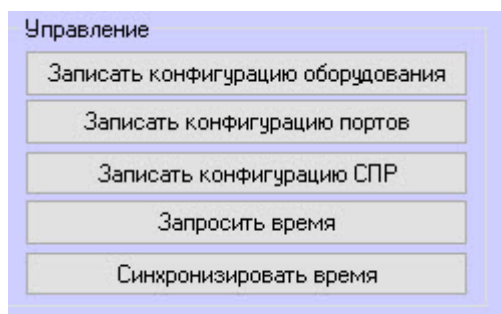 Управление
Записать конфигурацию оборудования
Записать конфигурацию портов
Записать конфигурацию СПР
Запросить время
Синхронизировать время